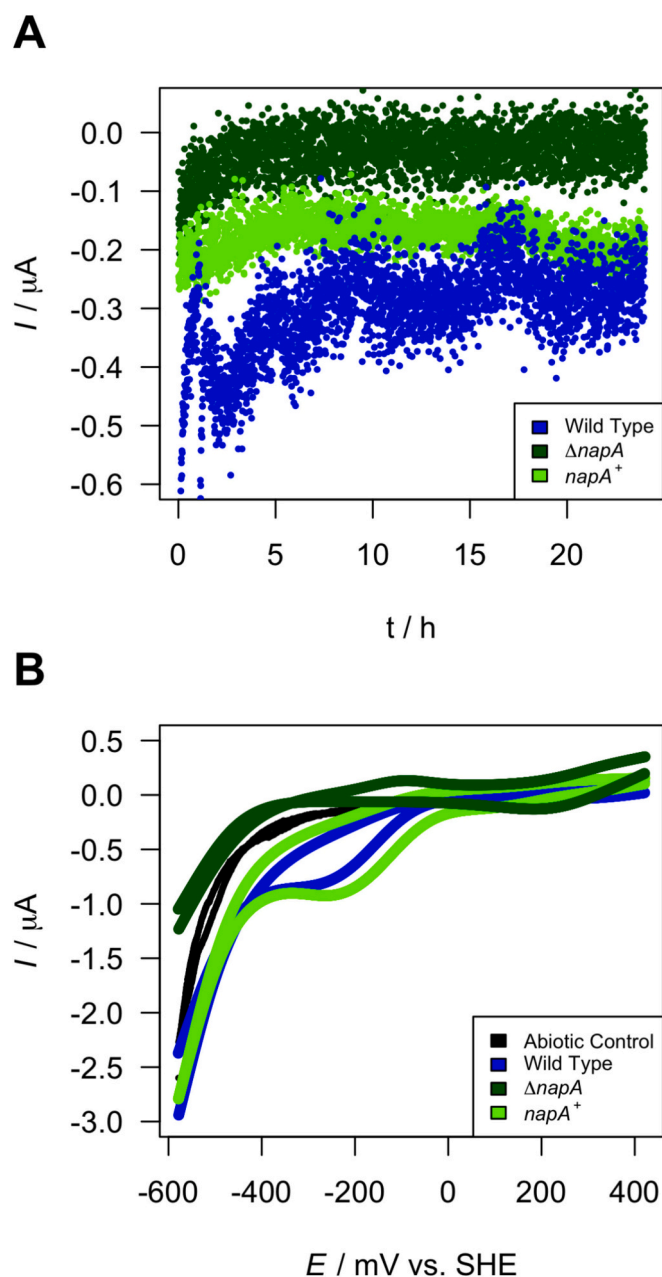 A
I / μA
0.0
-0.1
-0.2
-0.3
-0.4
-0.5
-0.6
Wild Type
ΔnapA
napA+
0 5 10 15 20
t / h
B
I / μA
0.5
0.0
-0.5
-1.0
-1.5
-2.0
-2.5
-3.0
Abiotic Control
Wild Type
ΔnapA
napA+
-600 -400 -200 0 200 400
E / mV vs. SHE